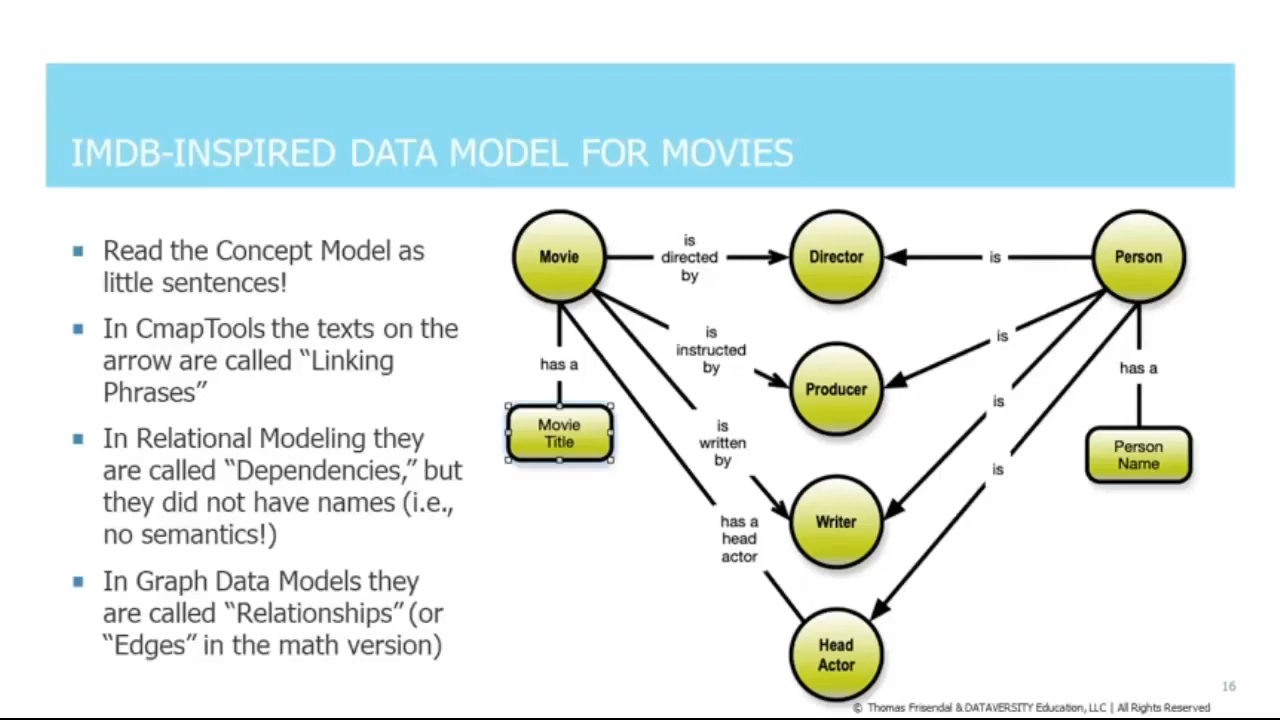 IMDB-INSPIRED DATA MODEL FOR MOVIES
Read the Concept Model as
little sentences!
In CmapTools the texts on the
arrow are called “Linking
Phrases”
In Relational Modeling they
are called “Dependencies,” but
they did not have names (i.e.,
no semantics!)
In Graph Data Models they
are called “Relationships” (or
“Edges” in the math version)
Movie
is
directed
by
Director
is
Person
is
instructed
by
Producer
is
has a
Movie
Title
has a
Person
Name
is
written
by
Writer
is
has a
head
actor
Head
Actor
is
16
© Thomas Frisendal & DATAVERSITY Education, LLC | All Rights Reserved